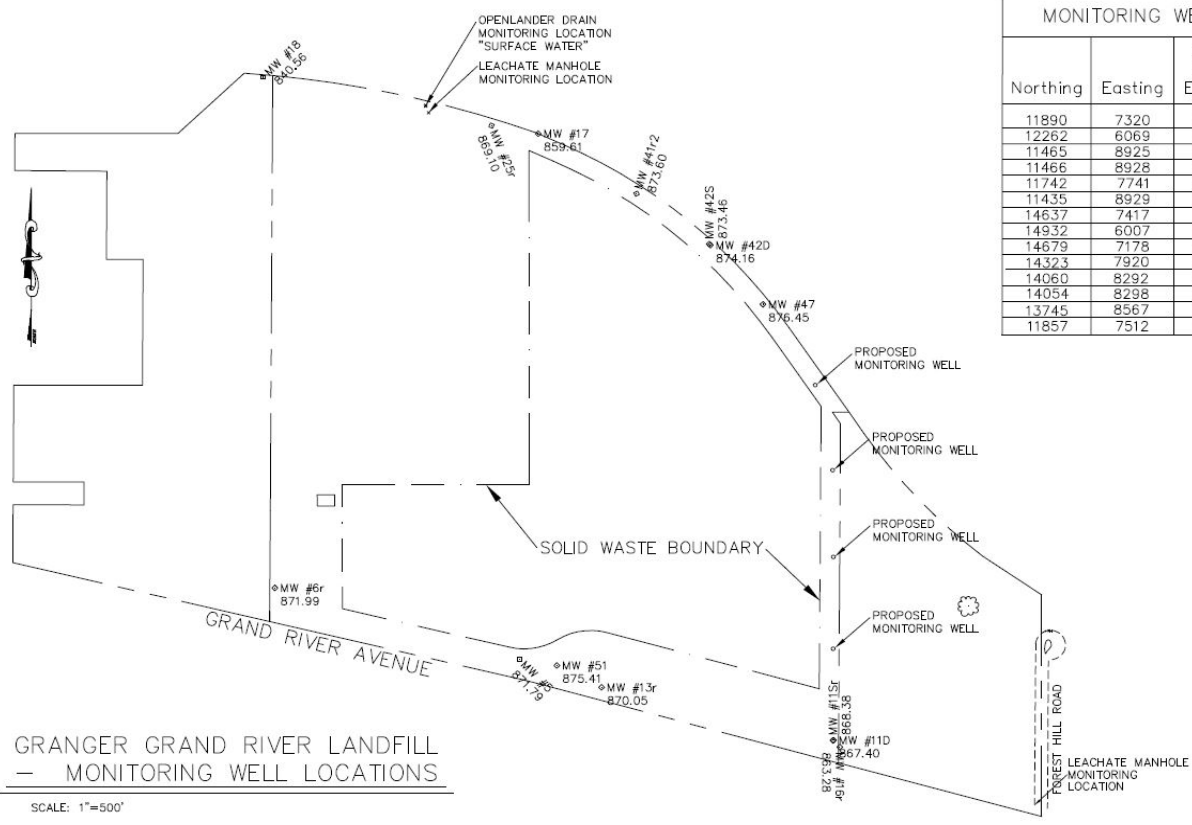 OPENLANDER DRAIN
MONITORING LOCATION
"SURFACE WATER"
LEACHATE MANHOLE
MONITORING LOCATION
MW #18
840.56
MW #25r
869.10
MW #17
859.61
MW #41r2
873.60
MW #42S
873.46
MW #42D
874.16
MW #47
876.45
PROPOSED
MONITORING WELL
PROPOSED
MONITORING WELL
PROPOSED
MONITORING WELL
PROPOSED
MONITORING WELL
SOLID WASTE BOUNDARY
MW #6r
871.99
GRAND RIVER AVENUE
MW #5
871.79
MW #51
875.41
MW #13r
870.05
MW #11Sr
868.38
MW #11D
867.40
MW #16r
863.28
FOREST HILL ROAD
LEACHATE MANHOLE
MONITORING
LOCATION
GRANGER GRAND RIVER LANDFILL
– MONITORING WELL LOCATIONS
SCALE: 1"=500'
MONITORING WE
Northing Easting E
11890 7320
12262 6069
11465 8925
11466 8928
11742 7741
11435 8929
14637 7417
14932 6007
14679 7178
14323 7920
14060 8292
14054 8298
13745 8567
11857 7512